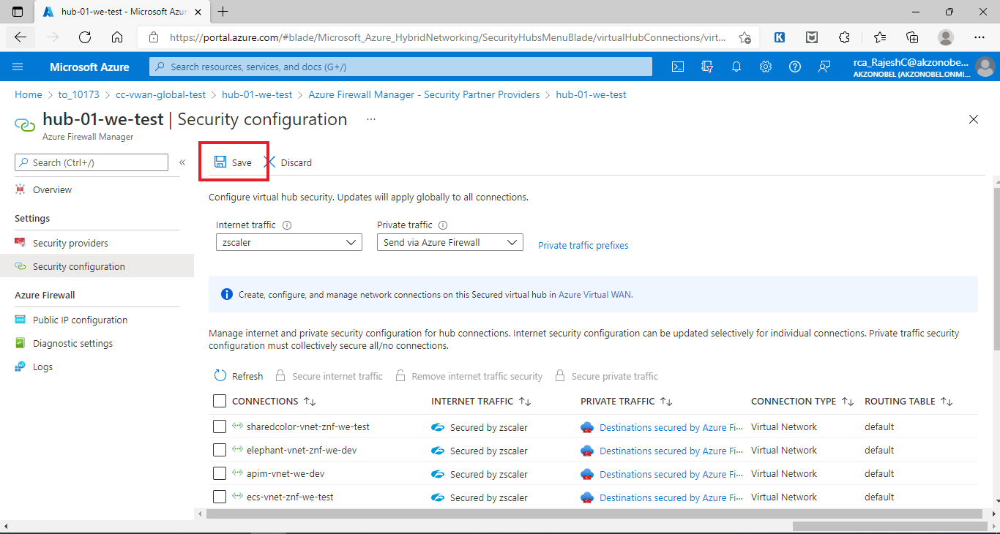 hub-01-we-test - Microsoft Azur
https://portal.azure.com/#blade/Microsoft_Azure_HybridNetworking/SecurityHubsMenuBlade/virtualHubConnections/virt...
K
Microsoft Azure
Search resources, services, and docs (G+/)
rca_RajeshC@akzonobe...
AKZONOBEL (AKZONOBEL.ONMI...
Home > to_10173 > cc-vwan-global-test > hub-01-we-test > Azure Firewall Manager - Security Partner Providers > hub-01-we-test
hub-01-we-test | Security configuration ...
Azure Firewall Manager
Search (Ctrl+/)
«
Save
Discard
Overview
Settings
Security providers
Security configuration
Azure Firewall
Public IP configuration
Diagnostic settings
Logs
Configure virtual hub security. Updates will apply globally to all connections.
Internet traffic
Private traffic
zscaler
Send via Azure Firewall
Private traffic prefixes
Create, configure, and manage network connections on this Secured virtual hub in Azure Virtual WAN.
Manage internet and private security configuration for hub connections. Internet security configuration can be updated selectively for individual connections. Private traffic security
configuration must collectively secure all/no connections.
Refresh Secure internet traffic Remove internet traffic security Secure private traffic
CONNECTIONS INTERNET TRAFFIC PRIVATE TRAFFIC CONNECTION TYPE ROUTING TABLE
sharedcolor-vnet-znf-we-test Secured by zscaler Destinations secured by Azure Fi... Virtual Network default
elephant-vnet-znf-we-dev Secured by zscaler Destinations secured by Azure Fi... Virtual Network default
apim-vnet-we-dev Secured by zscaler Destinations secured by Azure Fi... Virtual Network default
ecs-vnet-znf-we-test Secured by zscaler Destinations secured by Azure Fi... Virtual Network default